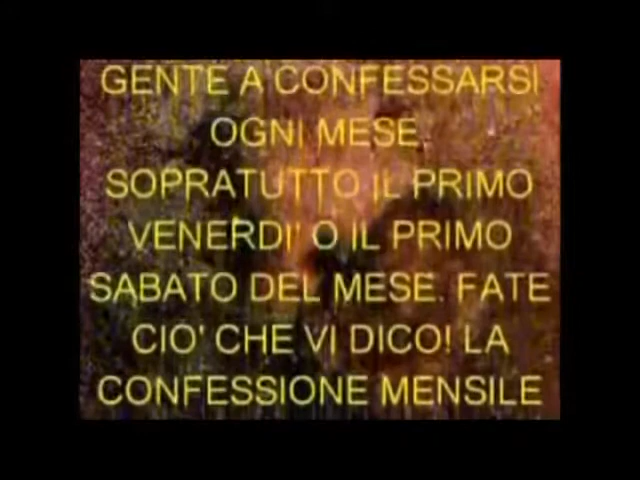 GENTE A CONFESSARSI
OGNI MESE.
SOPRATUTTO IL PRIMO
VENERDI' O IL PRIMO
SABATO DEL MESE. FATE
CIO' CHE VI DICO! LA
CONFESSIONE MENSILE